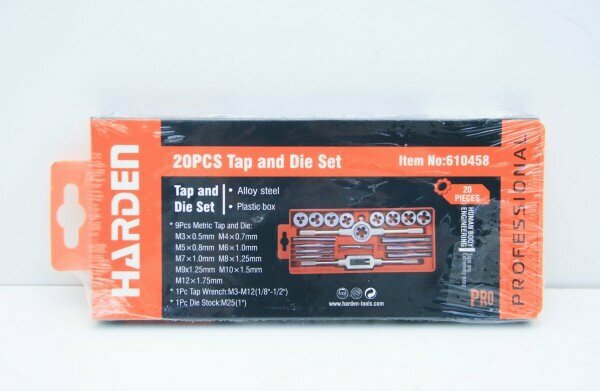 HARDEN
20PCS Tap and Die Set
Item No:610458
Tap and
Die Set
• Alloy steel
• Plastic box
* 9Pcs Metric Tap and Die:
M3×0.5mm M4×0.7mm
M5×0.8mm M6×1.0mm
M7×1.0mm M8×1.25mm
M9x1.25mm M10×1.5mm
M12×1.75mm
* 1Pc Tap Wrench:M3-M12(1/8"-1/2")
* 1Pc Die Stock:M25(1")
www.harden-tools.com
20
PIECES
HUMAN BODY
ENGINEERING
PRO
PROFESSIONAL